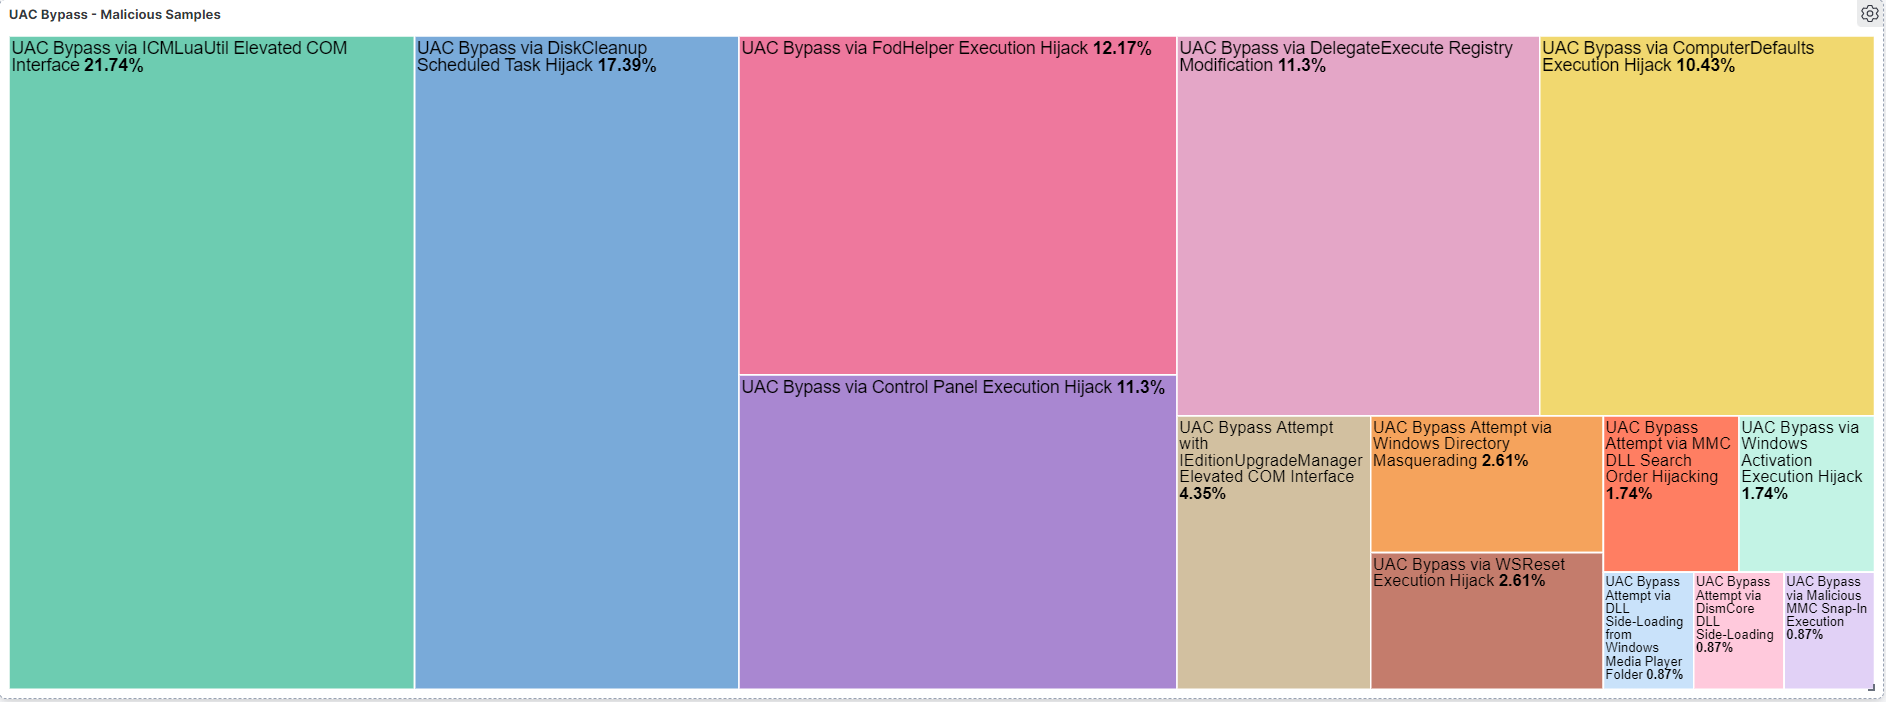 UAC Bypass - Malicious Samples
UAC Bypass via ICMLuaUtil Elevated COM
Interface 21.74%
UAC Bypass via DiskCleanup
Scheduled Task Hijack 17.39%
UAC Bypass via FodHelper Execution Hijack 12.17%
UAC Bypass via Control Panel Execution Hijack 11.3%
UAC Bypass via DelegateExecute Registry
Modification 11.3%
UAC Bypass via ComputerDefaults
Execution Hijack 10.43%
UAC Bypass Attempt
with
IEditionUpgradeManager
Elevated COM Interface
4.35%
UAC Bypass Attempt via
Windows Directory
Masquerading 2.61%
UAC Bypass via WSReset
Execution Hijack 2.61%
UAC Bypass
Attempt via MMC
DLL Search
Order Hijacking
1.74%
UAC Bypass via
Windows
Activation
Execution Hijack
1.74%
UAC Bypass
Attempt via
DLL
Side-Loading
from
Windows
Media Player
Folder 0.87%
UAC Bypass
Attempt via
DismCore
DLL
Side-Loading
0.87%
UAC Bypass
via Malicious
MMC Snap-In
Execution
0.87%